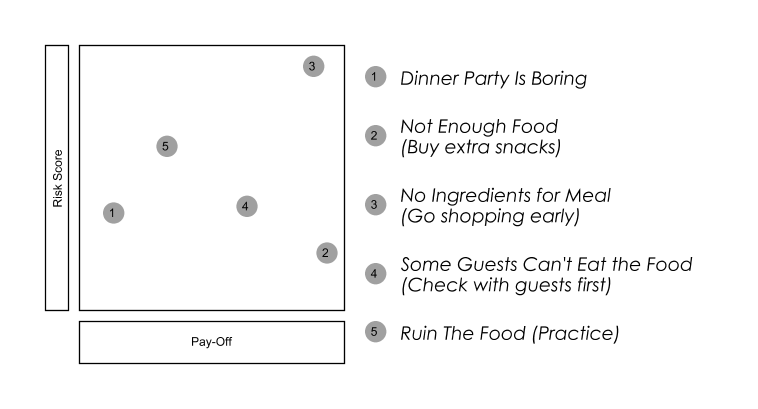 3
5
4
1
2
Risk Score
Pay-Off
1 Dinner Party Is Boring
2 Not Enough Food
(Buy extra snacks)
3 No Ingredients for Meal
(Go shopping early)
4 Some Guests Can't Eat the Food
(Check with guests first)
5 Ruin The Food (Practice)